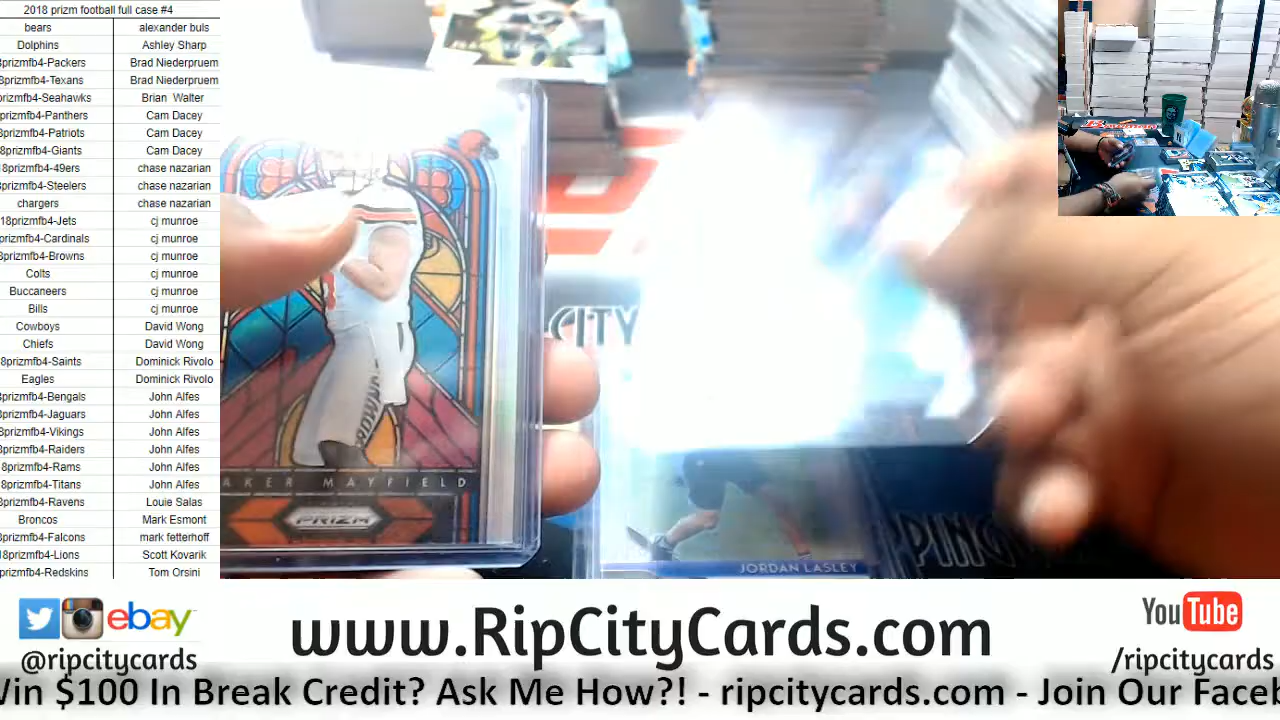 2018 prizm football full case #4
bears alexander buls
Dolphins Ashley Sharp
8prizmfb4-Packers Brad Niederpruem
8prizmfb4-Texans Brad Niederpruem
prizmfb4-Seahawks Brian Walter
8prizmfb4-Panthers Cam Dacey
8prizmfb4-Patriots Cam Dacey
8prizmfb4-Giants Cam Dacey
18prizmfb4-49ers chase nazarian
8prizmfb4-Steelers chase nazarian
chargers chase nazarian
18prizmfb4-Jets cj munroe
prizmfb4-Cardinals cj munroe
8prizmfb4-Browns cj munroe
Colts cj munroe
Buccaneers cj munroe
Bills cj munroe
Cowboys David Wong
Chiefs David Wong
8prizmfb4-Saints Dominick Rivolo
Eagles Dominick Rivolo
8prizmfb4-Bengals John Alfes
8prizmfb4-Jaguars John Alfes
8prizmfb4-Vikings John Alfes
8prizmfb4-Raiders John Alfes
8prizmfb4-Rams John Alfes
8prizmfb4-Titans John Alfes
8prizmfb4-Ravens Louie Salas
Broncos Mark Esmont
8prizmfb4-Falcons mark fetterhoff
18prizmfb4-Lions Scott Kovarik
prizmfb4-Redskins Tom Orsini
CITY
AKER MAYFIELD
PRIZM
JORDAN LASLEY
ebay
@ripcitycards
www.RipCityCards.com
YouTube
/ripcitycards
Win $100 In Break Credit? Ask Me How?! - ripcitycards.com - Join Our Faceb